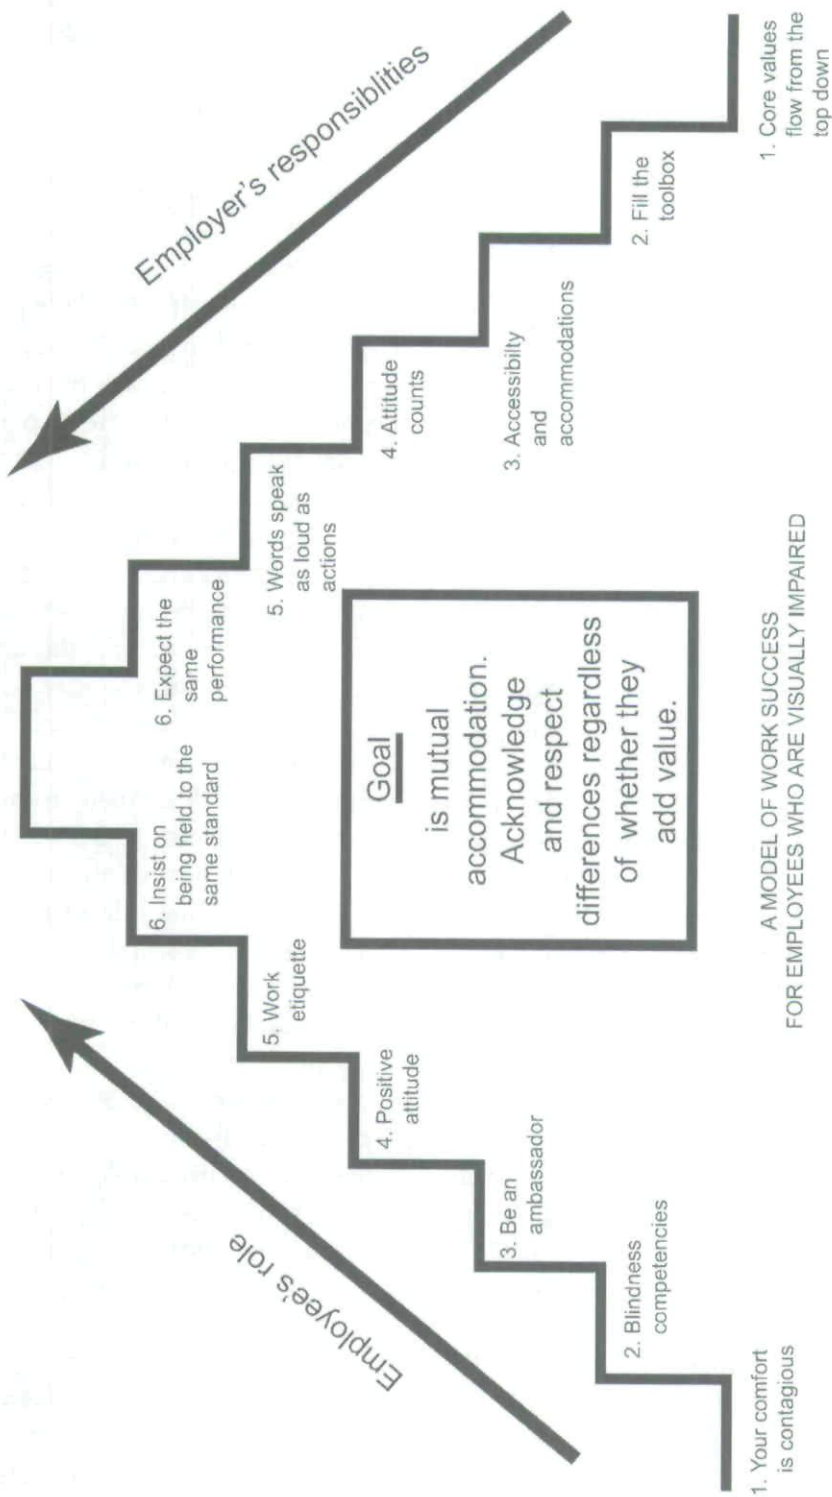 Employee's role
Employer's responsiblities
1. Your comfort
is contagious
2. Blindness
competencies
3. Be an
ambassador
4. Positive
attitude
5. Work
etiquette
6. Insist on
being held to the
same standard
6. Expect the
same
performance
5. Words speak
as loud as
actions
4. Attitude
counts
3. Accessibilty
and
accommodations
2. Fill the
toolbox
1. Core values
flow from the
top down
Goal
is mutual
accommodation.
Acknowledge
and respect
differences regardless
of whether they
add value.
A MODEL OF WORK SUCCESS
FOR EMPLOYEES WHO ARE VISUALLY IMPAIRED